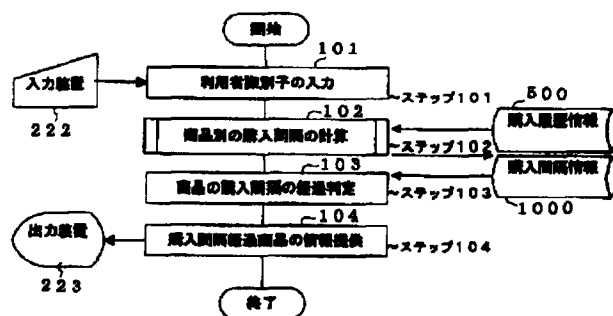 開始
101
入力装置
222
利用者識別子の入力
~ステップ101
102
500
購入履歴情報
商品別の購入間隔の計算
~ステップ102
103
購入間隔情報
商品の購入間隔の経過判定
~ステップ103
1000
104
出力装置
223
購入間隔経過商品の情報提供
~ステップ104
終了